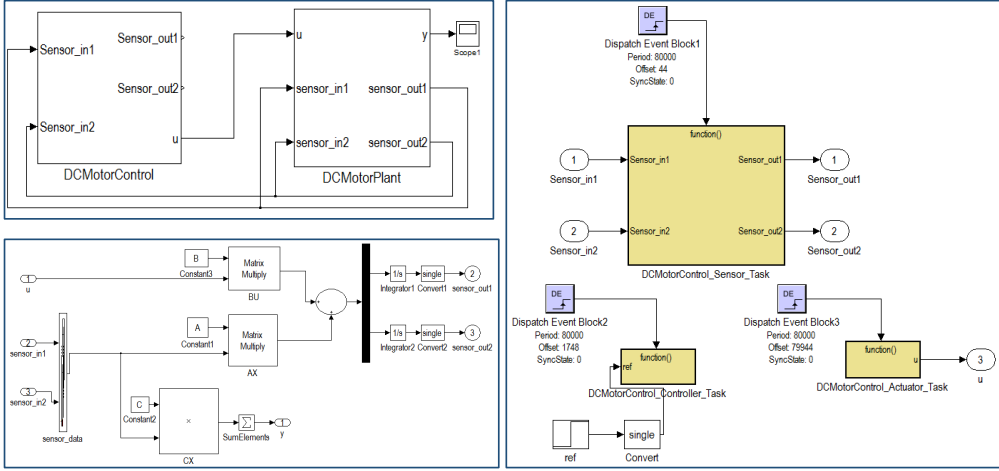 Sensor_in1
Sensor_out1
Sensor_out2
Sensor_in2
u
DCMotorControl
u
y
sensor_in1
sensor_out1
sensor_in2
sensor_out2
DCMotorPlant
Scope1
DE
Dispatch Event Block1
Period: 80000
Offset: 44
SyncState: 0
function()
1
Sensor_in1
Sensor_in1
Sensor_out1
1
Sensor_out1
2
Sensor_in2
Sensor_in2
Sensor_out2
2
Sensor_out2
DCMotorControl_Sensor_Task
DE
Dispatch Event Block2
Period: 80000
Offset: 1748
SyncState: 0
function()
ref
DCMotorControl_Controller_Task
ref
single
Convert
DE
Dispatch Event Block3
Period: 80000
Offset: 79944
SyncState: 0
function()
u
DCMotorControl_Actuator_Task
3
u
1
u
B
Constant3
Matrix
Multiply
BU
+
+
1/s
Integrator1
single
Convert1
2
sensor_out1
2
sensor_in1
A
Constant1
Matrix
Multiply
AX
1/s
Integrator2
single
Convert2
3
sensor_out2
3
sensor_in2
sensor_data
C
Constant2
×
CX
Σ
SumElements
1
y